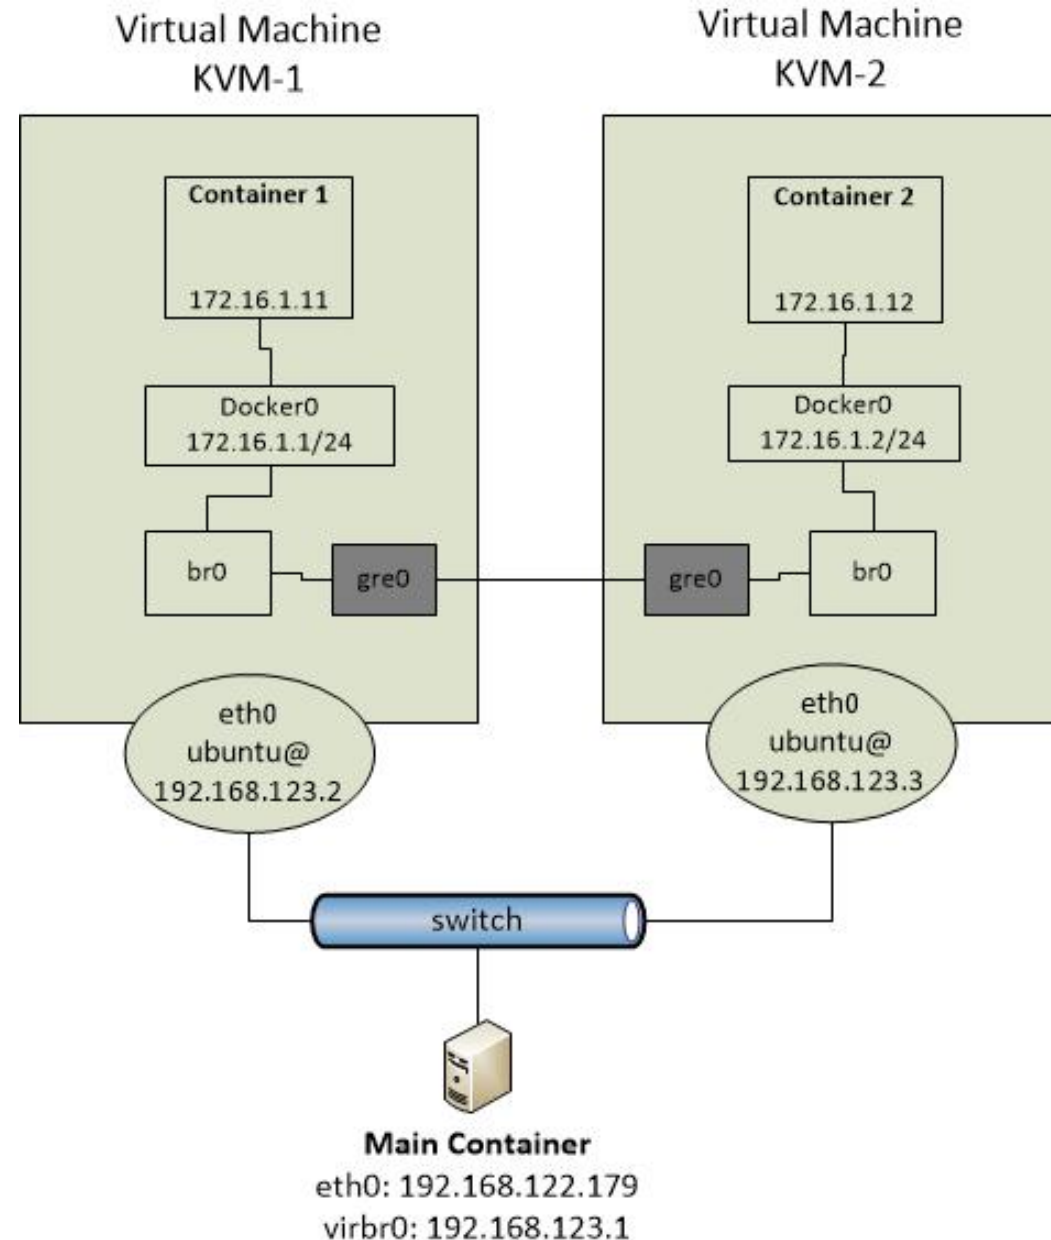 Virtual Machine
KVM-1
Virtual Machine
KVM-2
Container 1
172.16.1.11
Container 2
172.16.1.12
Docker0
172.16.1.1/24
Docker0
172.16.1.2/24
br0
gre0
gre0
br0
eth0
ubuntu@
192.168.123.2
eth0
ubuntu@
192.168.123.3
switch
Main Container
eth0: 192.168.122.179
virbr0: 192.168.123.1